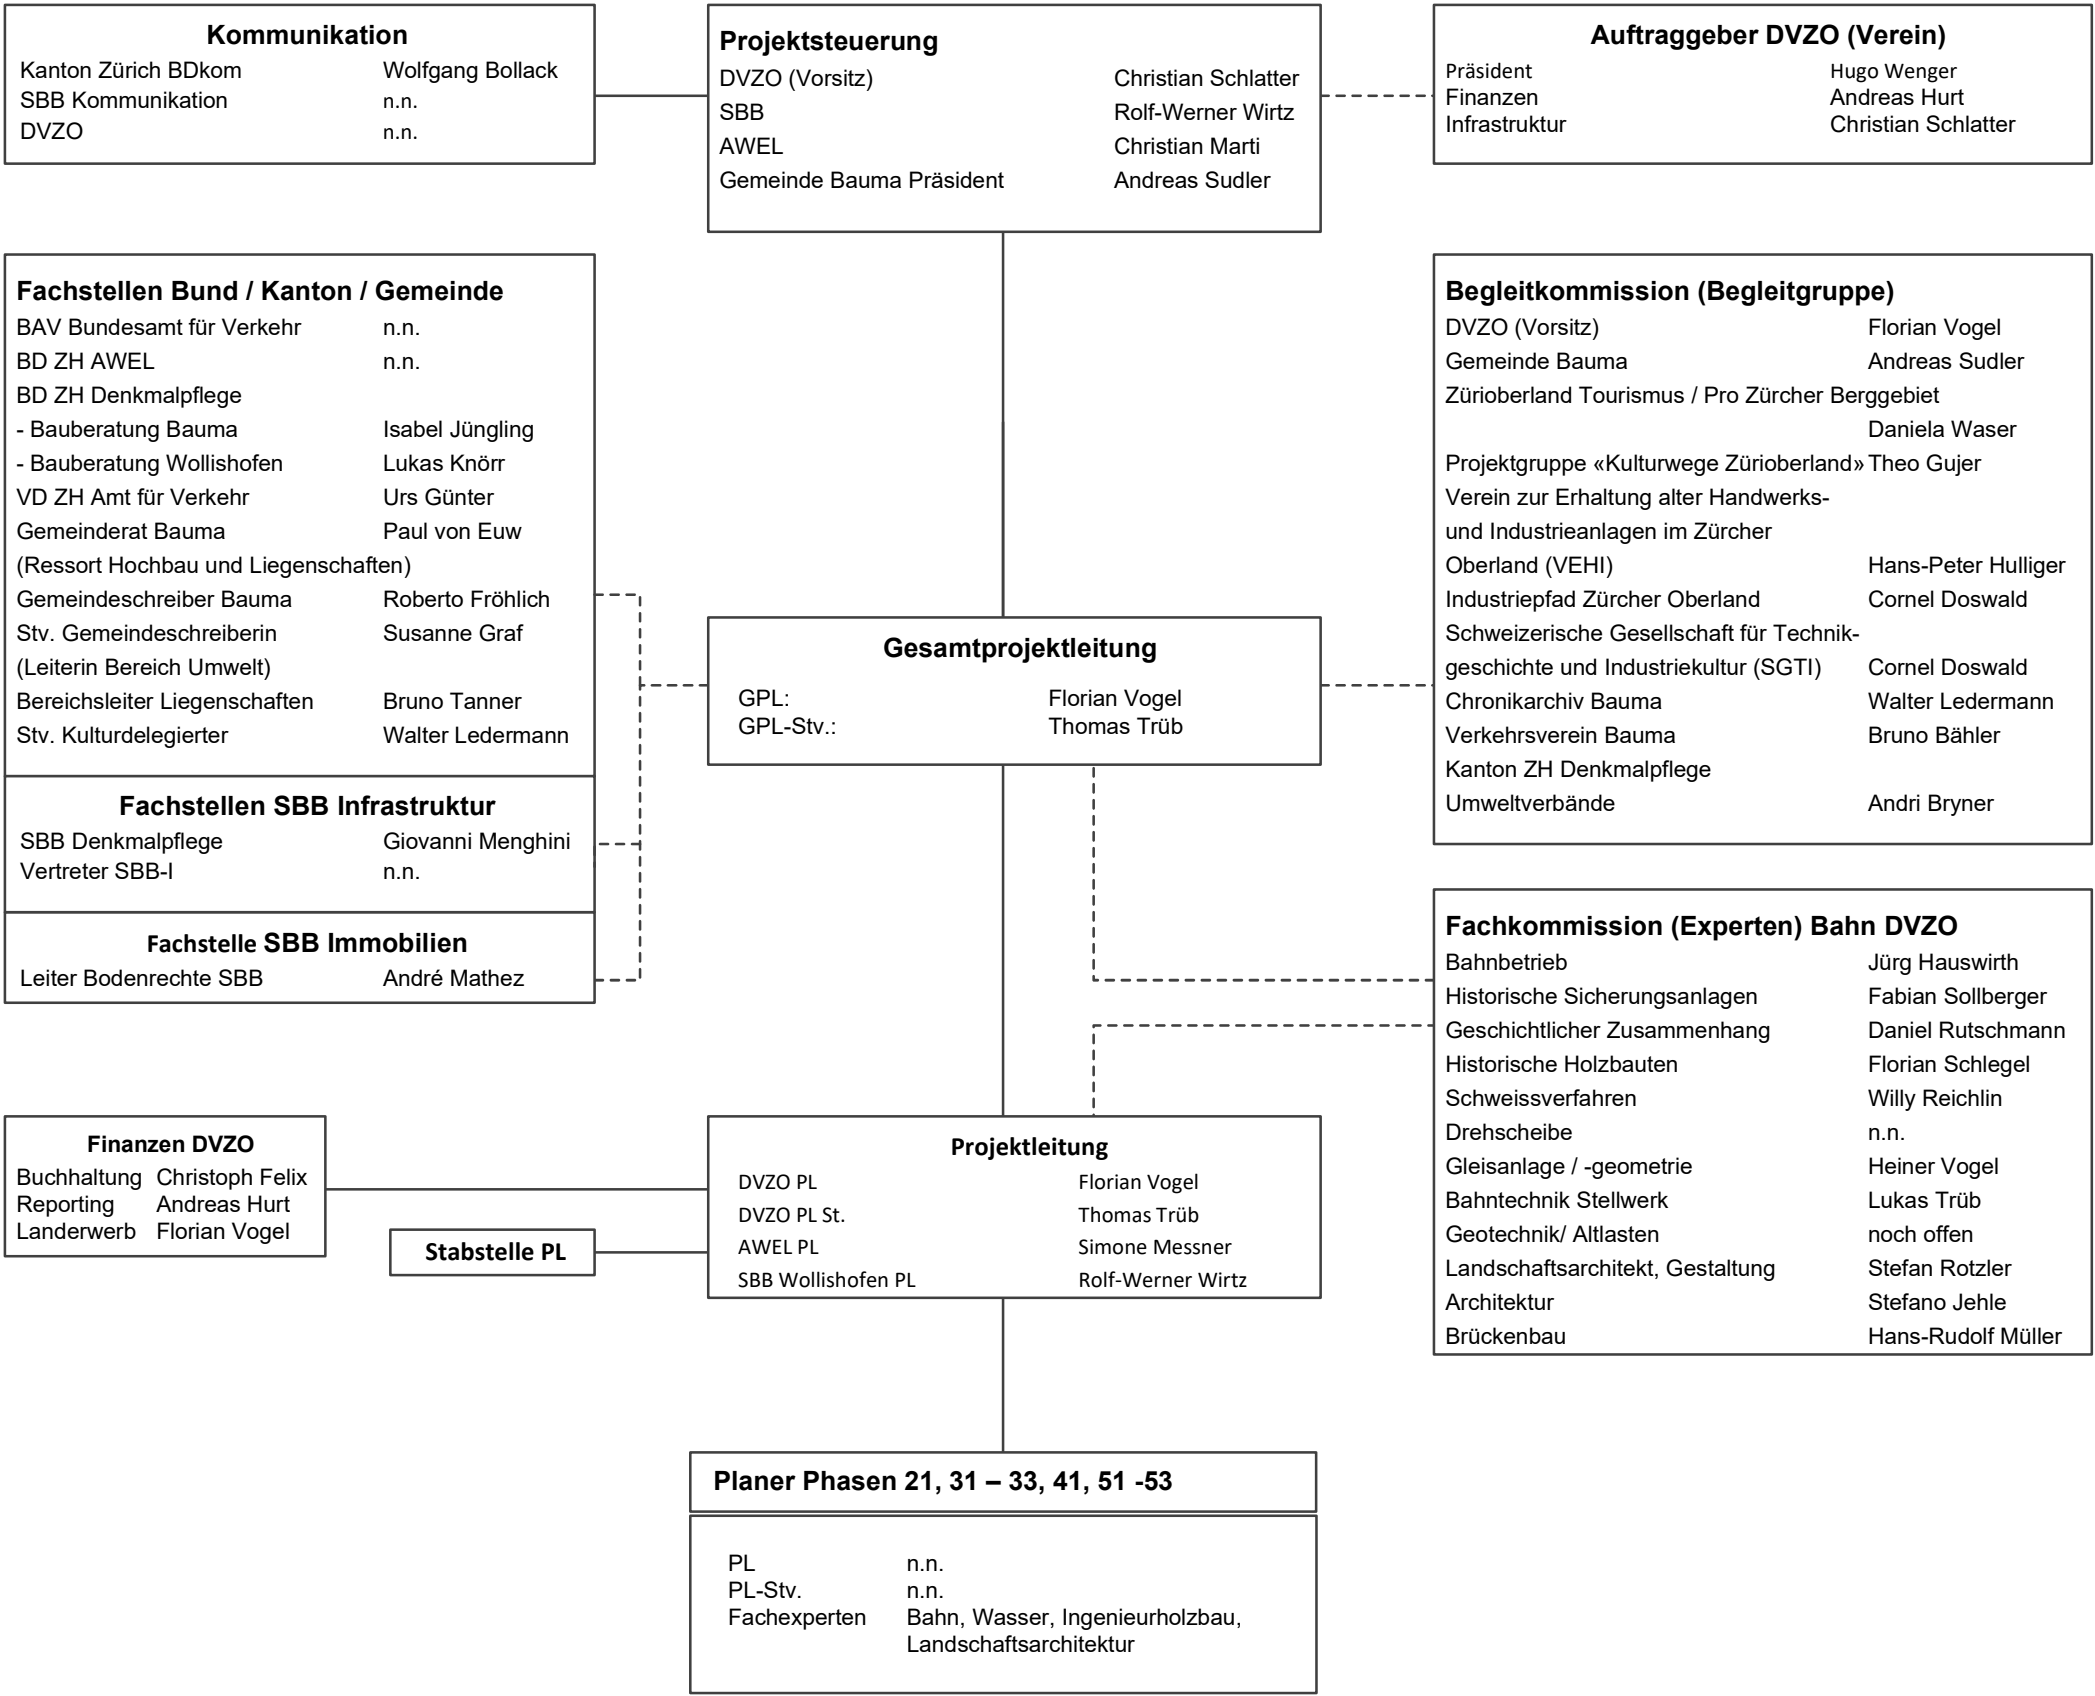 Kommunikation
Kanton Zürich BDkom Wolfgang Bollack
SBB Kommunikation n.n.
DVZO n.n.
Projektsteuerung
DVZO (Vorsitz) Christian Schlatter
SBB Rolf-Werner Wirtz
AWEL Christian Marti
Gemeinde Bauma Präsident Andreas Sudler
Auftraggeber DVZO (Verein)
Präsident Hugo Wenger
Finanzen Andreas Hurt
Infrastruktur Christian Schlatter
Fachstellen Bund / Kanton / Gemeinde
BAV Bundesamt für Verkehr n.n.
BD ZH AWEL n.n.
BD ZH Denkmalpflege
- Bauberatung Bauma Isabel Jüngling
- Bauberatung Wollishofen Lukas Knörr
VD ZH Amt für Verkehr Urs Günter
Gemeinderat Bauma Paul von Euw
(Ressort Hochbau und Liegenschaften)
Gemeindeschreiber Bauma Roberto Fröhlich
Stv. Gemeindeschreiberin Susanne Graf
(Leiterin Bereich Umwelt)
Bereichsleiter Liegenschaften Bruno Tanner
Stv. Kulturdelegierter Walter Ledermann
Fachstellen SBB Infrastruktur
SBB Denkmalpflege Giovanni Menghini
Vertreter SBB-I n.n.
Fachstelle SBB Immobilien
Leiter Bodenrechte SBB André Mathez
Gesamtprojektleitung
GPL: Florian Vogel
GPL-Stv.: Thomas Trüb
Begleitkommission (Begleitgruppe)
DVZO (Vorsitz) Florian Vogel
Gemeinde Bauma Andreas Sudler
Zürioberland Tourismus / Pro Zürcher Berggebiet
Daniela Waser
Projektgruppe «Kulturwege Zürioberland» Theo Gujer
Verein zur Erhaltung alter Handwerks-
und Industrieanlagen im Zürcher
Oberland (VEHI) Hans-Peter Hulliger
Industriepfad Zürcher Oberland Cornel Doswald
Schweizerische Gesellschaft für Technik-
geschichte und Industriekultur (SGTI) Cornel Doswald
Chronikarchiv Bauma Walter Ledermann
Verkehrsverein Bauma Bruno Bähler
Kanton ZH Denkmalpflege
Umweltverbände Andri Bryner
Fachkommission (Experten) Bahn DVZO
Bahnbetrieb Jürg Hauswirth
Historische Sicherungsanlagen Fabian Sollberger
Geschichtlicher Zusammenhang Daniel Rutschmann
Historische Holzbauten Florian Schlegel
Schweissverfahren Willy Reichlin
Drehscheibe n.n.
Gleisanlage / -geometrie Heiner Vogel
Bahntechnik Stellwerk Lukas Trüb
Geotechnik/ Altlasten noch offen
Landschaftsarchitekt, Gestaltung Stefan Rotzler
Architektur Stefano Jehle
Brückenbau Hans-Rudolf Müller
Finanzen DVZO
Buchhaltung Christoph Felix
Reporting Andreas Hurt
Landerwerb Florian Vogel
Stabstelle PL
Projektleitung
DVZO PL Florian Vogel
DVZO PL St. Thomas Trüb
AWEL PL Simone Messner
SBB Wollishofen PL Rolf-Werner Wirtz
Planer Phasen 21, 31 – 33, 41, 51 -53
PL n.n.
PL-Stv. n.n.
Fachexperten Bahn, Wasser, Ingenieurholzbau,
Landschaftsarchitektur